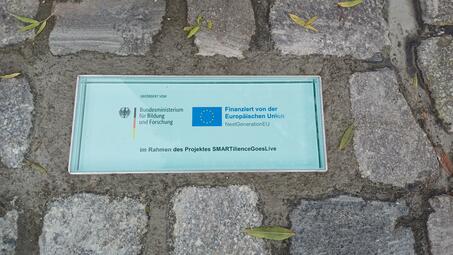 GEFÖRDERT VOM
Bundesministerium
für Bildung
und Forschung
Finanziert von der
Europäischen Union
NextGenerationEU
im Rahmen des Projektes SMARTilienceGoesLive